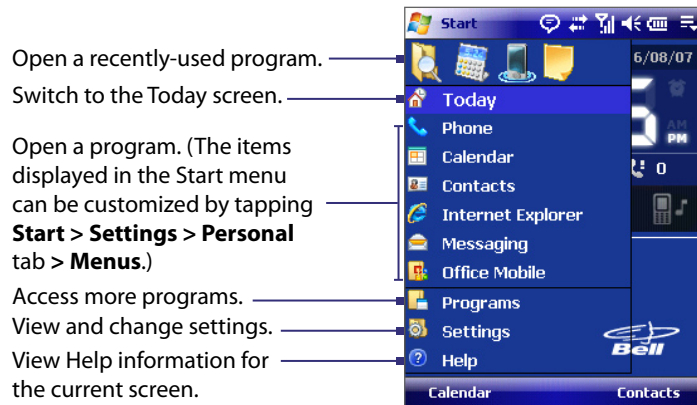 Start
Open a recently-used program.
6/08/07
Switch to the Today screen.
Today
AM
PM
Open a program. (The items
displayed in the Start menu
can be customized by tapping
Start > Settings > Personal
tab > Menus.)
Phone
Calendar
0
Contacts
Internet Explorer
Messaging
Office Mobile
Access more programs.
Programs
View and change settings.
Settings
Bell
View Help information for
the current screen.
Help
Calendar
Contacts